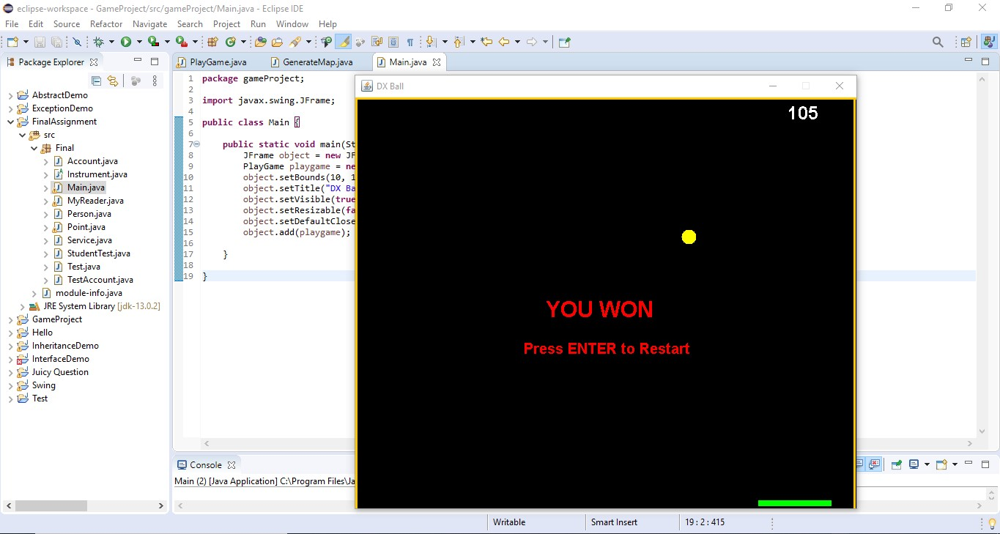 eclipse-workspace - GameProject/src/gameProject/Main.java - Eclipse IDE
File Edit Source Refactor Navigate Search Project Run Window Help
Package Explorer
PlayGame.java GenerateMap.java Main.java
AbstractDemo
ExceptionDemo
FinalAssignment
src
Final
Account.java
Instrument.java
Main.java
MyReader.java
Person.java
Point.java
Service.java
StudentTest.java
Test.java
TestAccount.java
module-info.java
JRE System Library [jdk-13.0.2]
GameProject
Hello
InheritanceDemo
InterfaceDemo
Juicy Question
Swing
Test
1 package gameProject;
2
3 import javax.swing.JFrame;
4
5 public class Main {
6
7 public static void main(St
8 JFrame object = new JF
9 PlayGame playgame = ne
10 object.setBounds(10, 1
11 object.setTitle("DX Ba
12 object.setVisible(true
13 object.setResizable(fa
14 object.setDefaultClose
15 object.add(playgame);
16
17 }
18
19 }
DX Ball
105
YOU WON
Press ENTER to Restart
Console
Main (2) [Java Application] C:\Program Files\Ja
Writable Smart Insert 19 : 2 : 415